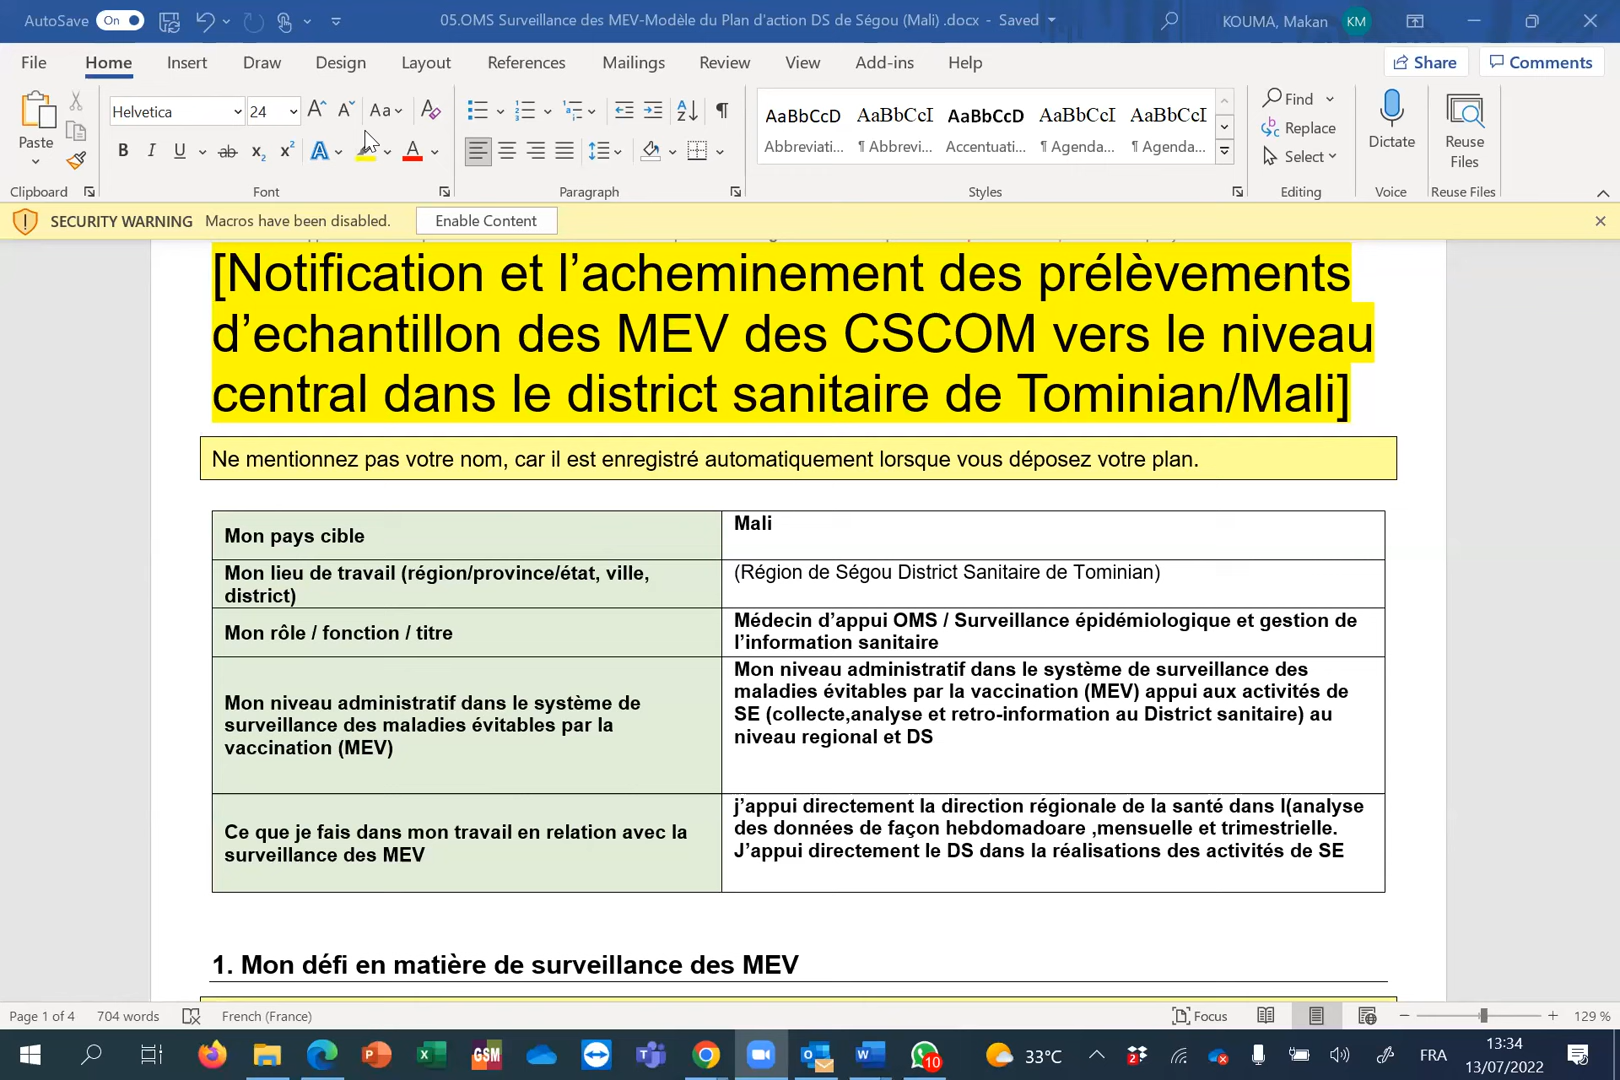 AutoSave On
05.OMS Surveillance des MEV-Modèle du Plan d'action DS de Ségou (Mali) .docx - Saved
KOUMA, Makan KM
File Home Insert Draw Design Layout References Mailings Review View Add-ins Help Share Comments
Helvetica 24
Paste
AaBbCcD AaBbCcI AaBbCcD AaBbCcI AaBbCcI
Abbreviati... ¶ Abbrevi... Accentuati... ¶ Agenda... ¶ Agenda...
Find
Replace
Select
Dictate
Reuse
Files
Clipboard Font Paragraph Styles Editing Voice Reuse Files
SECURITY WARNING Macros have been disabled. Enable Content
[Notification et l’acheminement des prélèvements
d’echantillon des MEV des CSCOM vers le niveau
central dans le district sanitaire de Tominian/Mali]
Ne mentionnez pas votre nom, car il est enregistré automatiquement lorsque vous déposez votre plan.
Mon pays cible
Mali
Mon lieu de travail (région/province/état, ville,
district)
(Région de Ségou District Sanitaire de Tominian)
Mon rôle / fonction / titre
Médecin d’appui OMS / Surveillance épidémiologique et gestion de
l’information sanitaire
Mon niveau administratif dans le système de
surveillance des maladies évitables par la
vaccination (MEV)
Mon niveau administratif dans le système de surveillance des
maladies évitables par la vaccination (MEV) appui aux activités de
SE (collecte,analyse et retro-information au District sanitaire) au
niveau regional et DS
Ce que je fais dans mon travail en relation avec la
surveillance des MEV
j’appui directement la direction régionale de la santé dans l(analyse
des données de façon hebdomadoare ,mensuelle et trimestrielle.
J’appui directement le DS dans la réalisations des activités de SE
1. Mon défi en matière de surveillance des MEV
Page 1 of 4 704 words French (France) Focus 129 %
GSM
10
33°C
2
FRA
13:34
13/07/2022